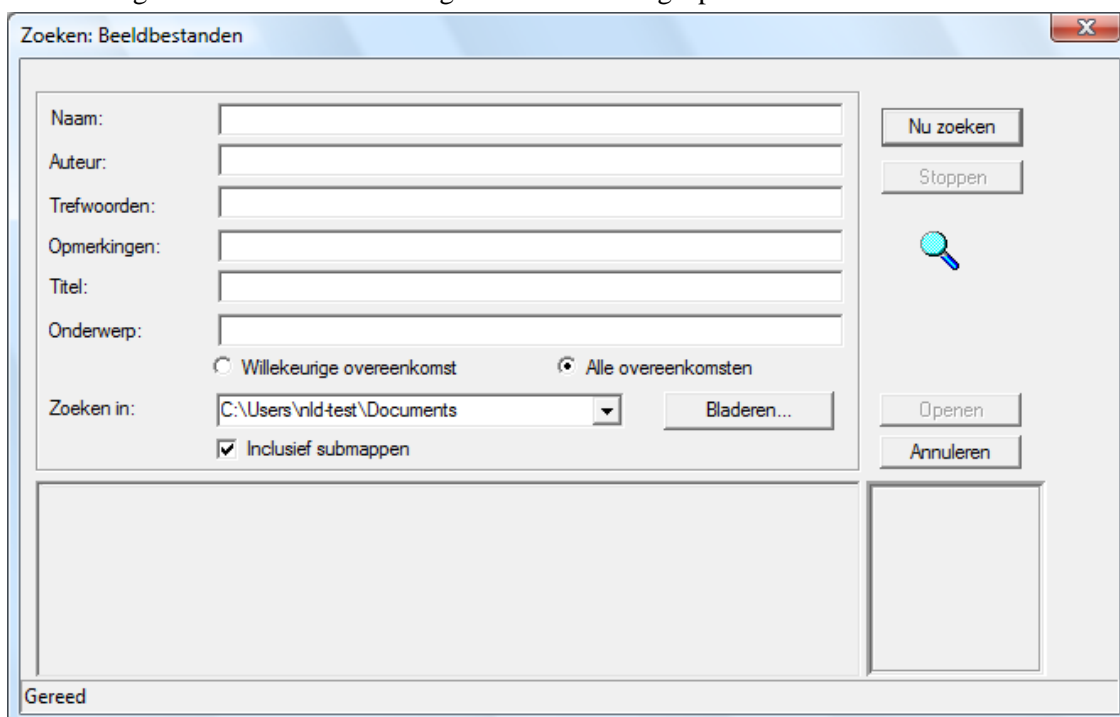 Zoeken: Beeldbestanden
Naam:
Nu zoeken
Auteur:
Stoppen
Trefwoorden:
Opmerkingen:
Titel:
Onderwerp:
Willekeurige overeenkomst Alle overeenkomsten
Zoeken in: C:\Users\nld-test\Documents Bladeren... Openen
Inclusief submappen Annuleren
Gereed